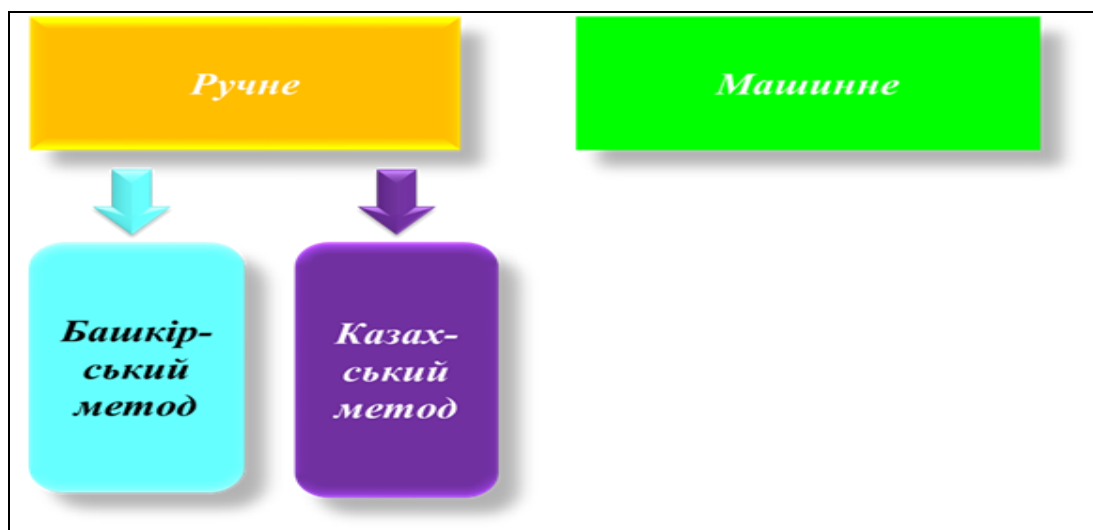 Ручне
Машинне
Башкір-
ський
метод
Казах-
ський
метод